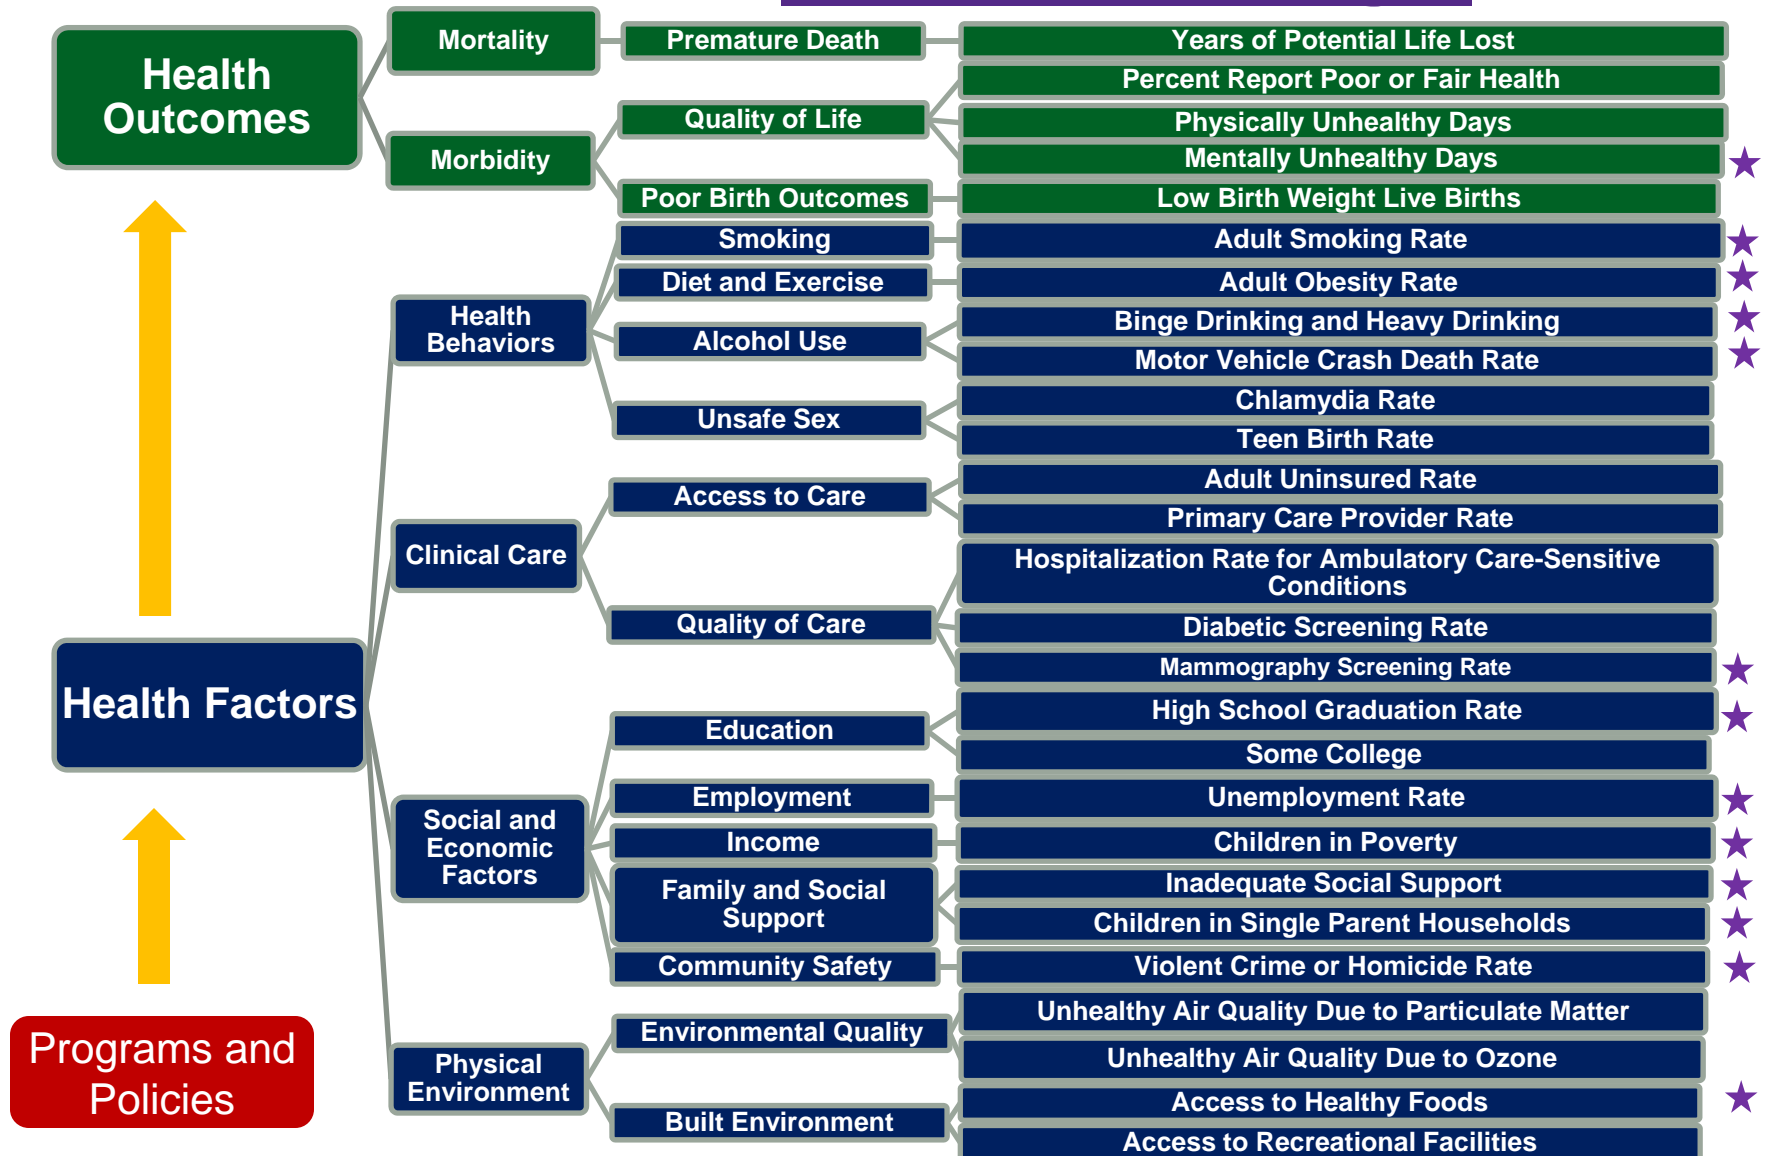 Health
Outcomes
Mortality
Premature Death
Years of Potential Life Lost
Morbidity
Quality of Life
Percent Report Poor or Fair Health
Physically Unhealthy Days
Mentally Unhealthy Days
Poor Birth Outcomes
Low Birth Weight Live Births
Health Factors
Health
Behaviors
Smoking
Adult Smoking Rate
Diet and Exercise
Adult Obesity Rate
Alcohol Use
Binge Drinking and Heavy Drinking
Motor Vehicle Crash Death Rate
Unsafe Sex
Chlamydia Rate
Teen Birth Rate
Clinical Care
Access to Care
Adult Uninsured Rate
Primary Care Provider Rate
Quality of Care
Hospitalization Rate for Ambulatory Care-Sensitive
Conditions
Diabetic Screening Rate
Mammography Screening Rate
Social and
Economic
Factors
Education
High School Graduation Rate
Some College
Employment
Unemployment Rate
Income
Children in Poverty
Family and Social
Support
Inadequate Social Support
Children in Single Parent Households
Community Safety
Violent Crime or Homicide Rate
Physical
Environment
Environmental Quality
Unhealthy Air Quality Due to Particulate Matter
Unhealthy Air Quality Due to Ozone
Built Environment
Access to Healthy Foods
Access to Recreational Facilities
Programs and
Policies